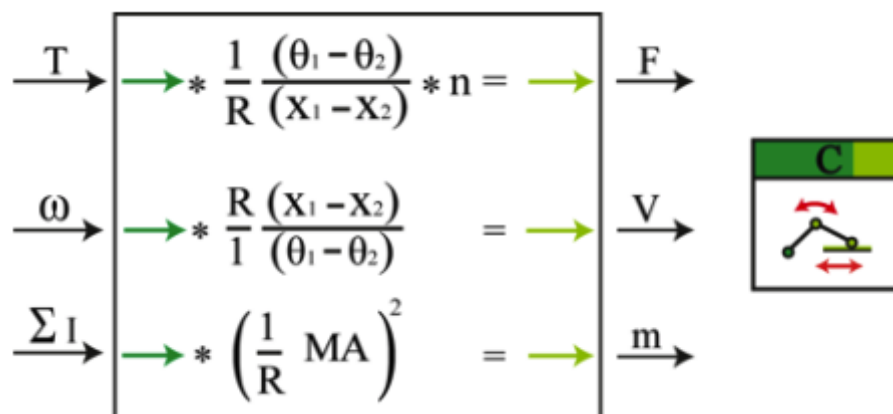 T * 1/R (θ₁ – θ₂)/(X₁ – X₂) * n = F
C
ω * R/1 (X₁ – X₂)/(θ₁ – θ₂) = V
Σ I * (1/R MA)² = m